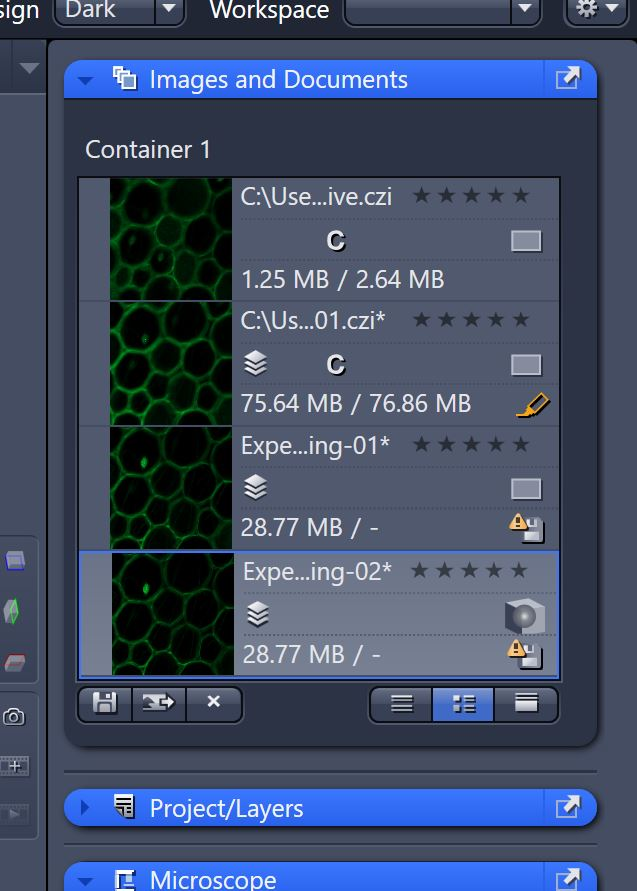 sign Dark Workspace
Images and Documents
Container 1
C:\Use...ive.czi
C
1.25 MB / 2.64 MB
C:\Us...01.czi*
C
75.64 MB / 76.86 MB
Expe...ing-01*
28.77 MB / -
Expe...ing-02*
28.77 MB / -
Project/Layers
Microscope